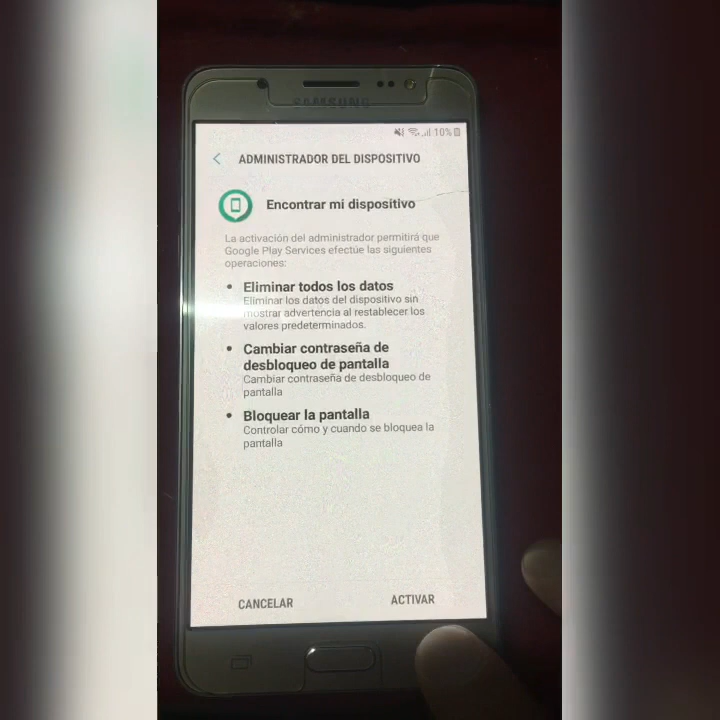 SAMSUNG
10%
ADMINISTRADOR DEL DISPOSITIVO
Encontrar mi dispositivo
La activación del administrador permitirá que
Google Play Services efectúe las siguientes
operaciones:
• Eliminar todos los datos
Eliminar los datos del dispositivo sin
mostrar advertencia al restablecer los
valores predeterminados.
• Cambiar contraseña de
desbloqueo de pantalla
Cambiar contraseña de desbloqueo de
pantalla
• Bloquear la pantalla
Controlar cómo y cuando se bloquea la
pantalla
CANCELAR
ACTIVAR